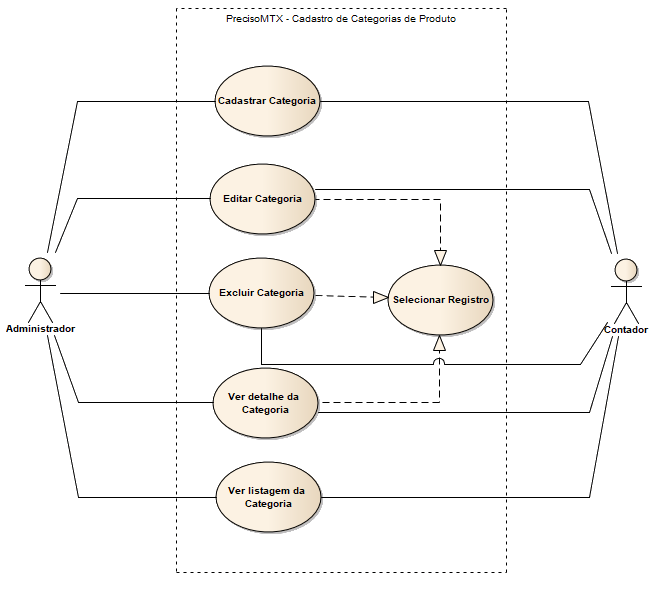 PrecisoMTX - Cadastro de Categorias de Produto
Cadastrar Categoria
Editar Categoria
Excluir Categoria
Selecionar Registro
Administrador
Contador
Ver detalhe da
Categoria
Ver listagem da
Categoria